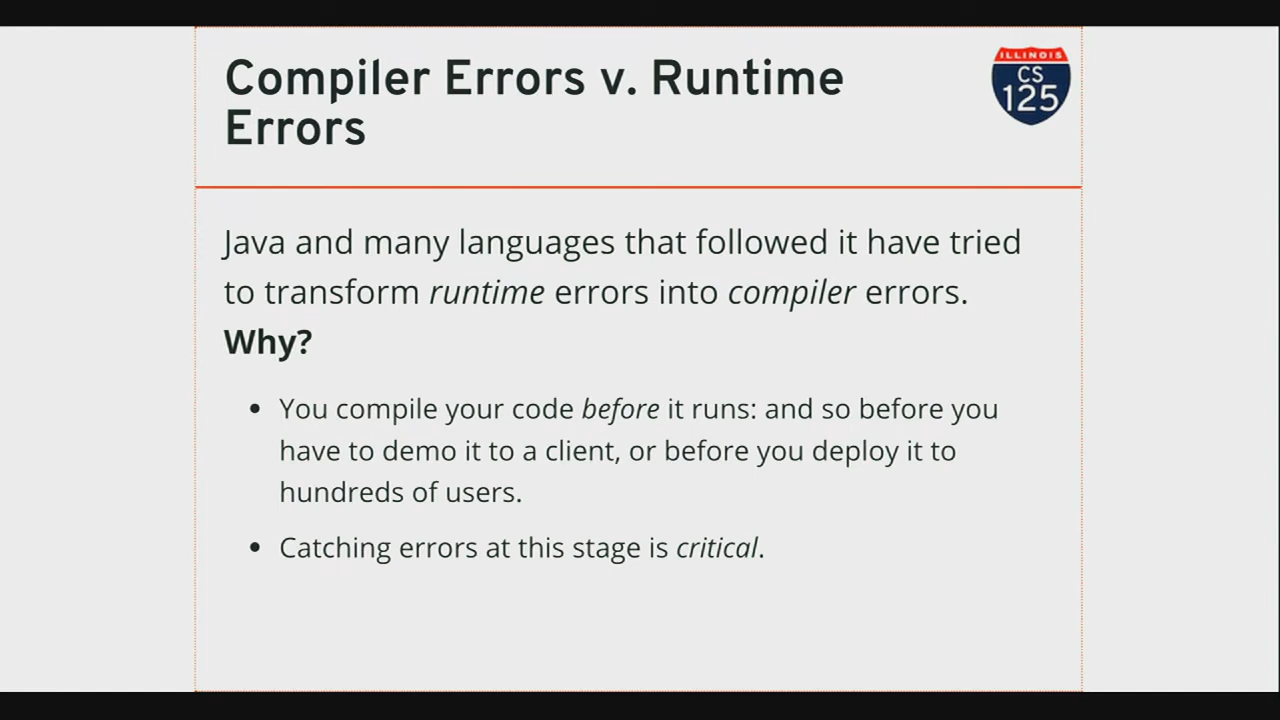 Compiler Errors v. Runtime
Errors
ILLINOIS
CS
125
Java and many languages that followed it have tried
to transform runtime errors into compiler errors.
Why?
• You compile your code before it runs: and so before you
have to demo it to a client, or before you deploy it to
hundreds of users.
• Catching errors at this stage is critical.